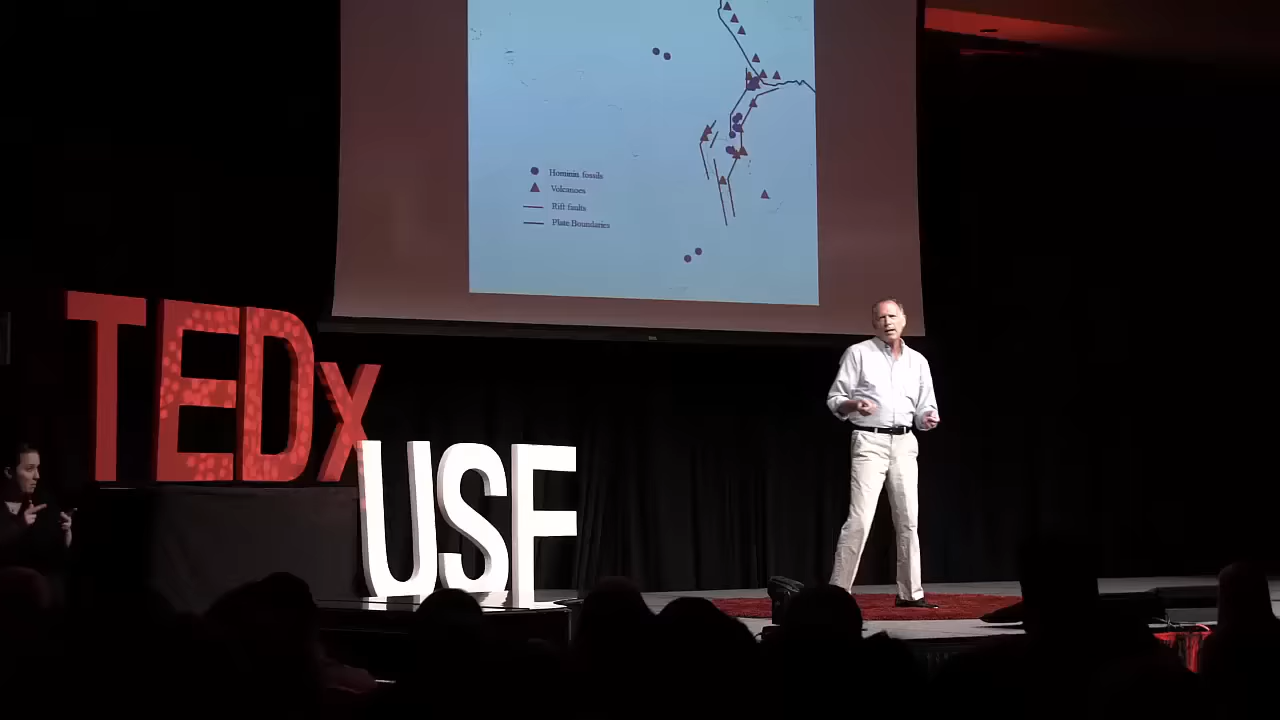 Hominin fossils
Volcanoes
Rift faults
Plate Boundaries
TEDx
USF